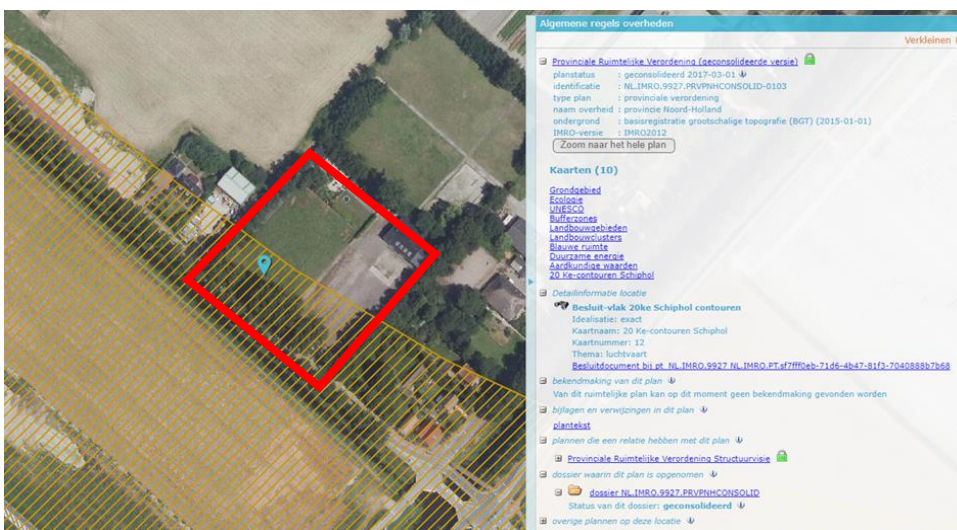 Algemene regels overheden
Verkleinen
Provinciale Ruimtelijke Verordening (geconsolideerde versie)
planstatus : geconsolideerd 2017-03-01
identificatie : NL.IMRO.9927.PRVPNHCONSOLID-0103
type plan : provinciale verordening
naam overheid : provincie Noord-Holland
ondergrond : basisregistratie grootschalige topografie (BGT) (2015-01-01)
IMRO-versie : IMRO2012
Zoom naar het hele plan
Kaarten (10)
Grondgebied
Ecologie
UNESCO
Bufferzones
Landbouwgebieden
Landbouwclusters
Blauwe ruimte
Duurzame energie
Aardkundige waarden
20 Ke-contouren Schiphol
Detailinformatie locatie
Besluit-vlak 20ke Schiphol contouren
Idealisatie: exact
Kaartnaam: 20 Ke-contouren Schiphol
Kaartnummer: 12
Thema: luchtvaart
Besluitdocument bij pt_NL.IMRO.9927 NL.IMRO.PT.sf7fff0eb-71d6-4b47-81f3-7040888b7b68
bekendmaking van dit plan
Van dit ruimtelijke plan kan op dit moment geen bekendmaking gevonden worden
bijlagen en verwijzingen in dit plan
plantekst
plannen die een relatie hebben met dit plan
Provinciale Ruimtelijke Verordening Structuurvisie
dossier waarin dit plan is opgenomen
dossier NL.IMRO.9927.PRVPNHCONSOLID
Status van dit dossier: geconsolideerd
overige plannen op deze locatie